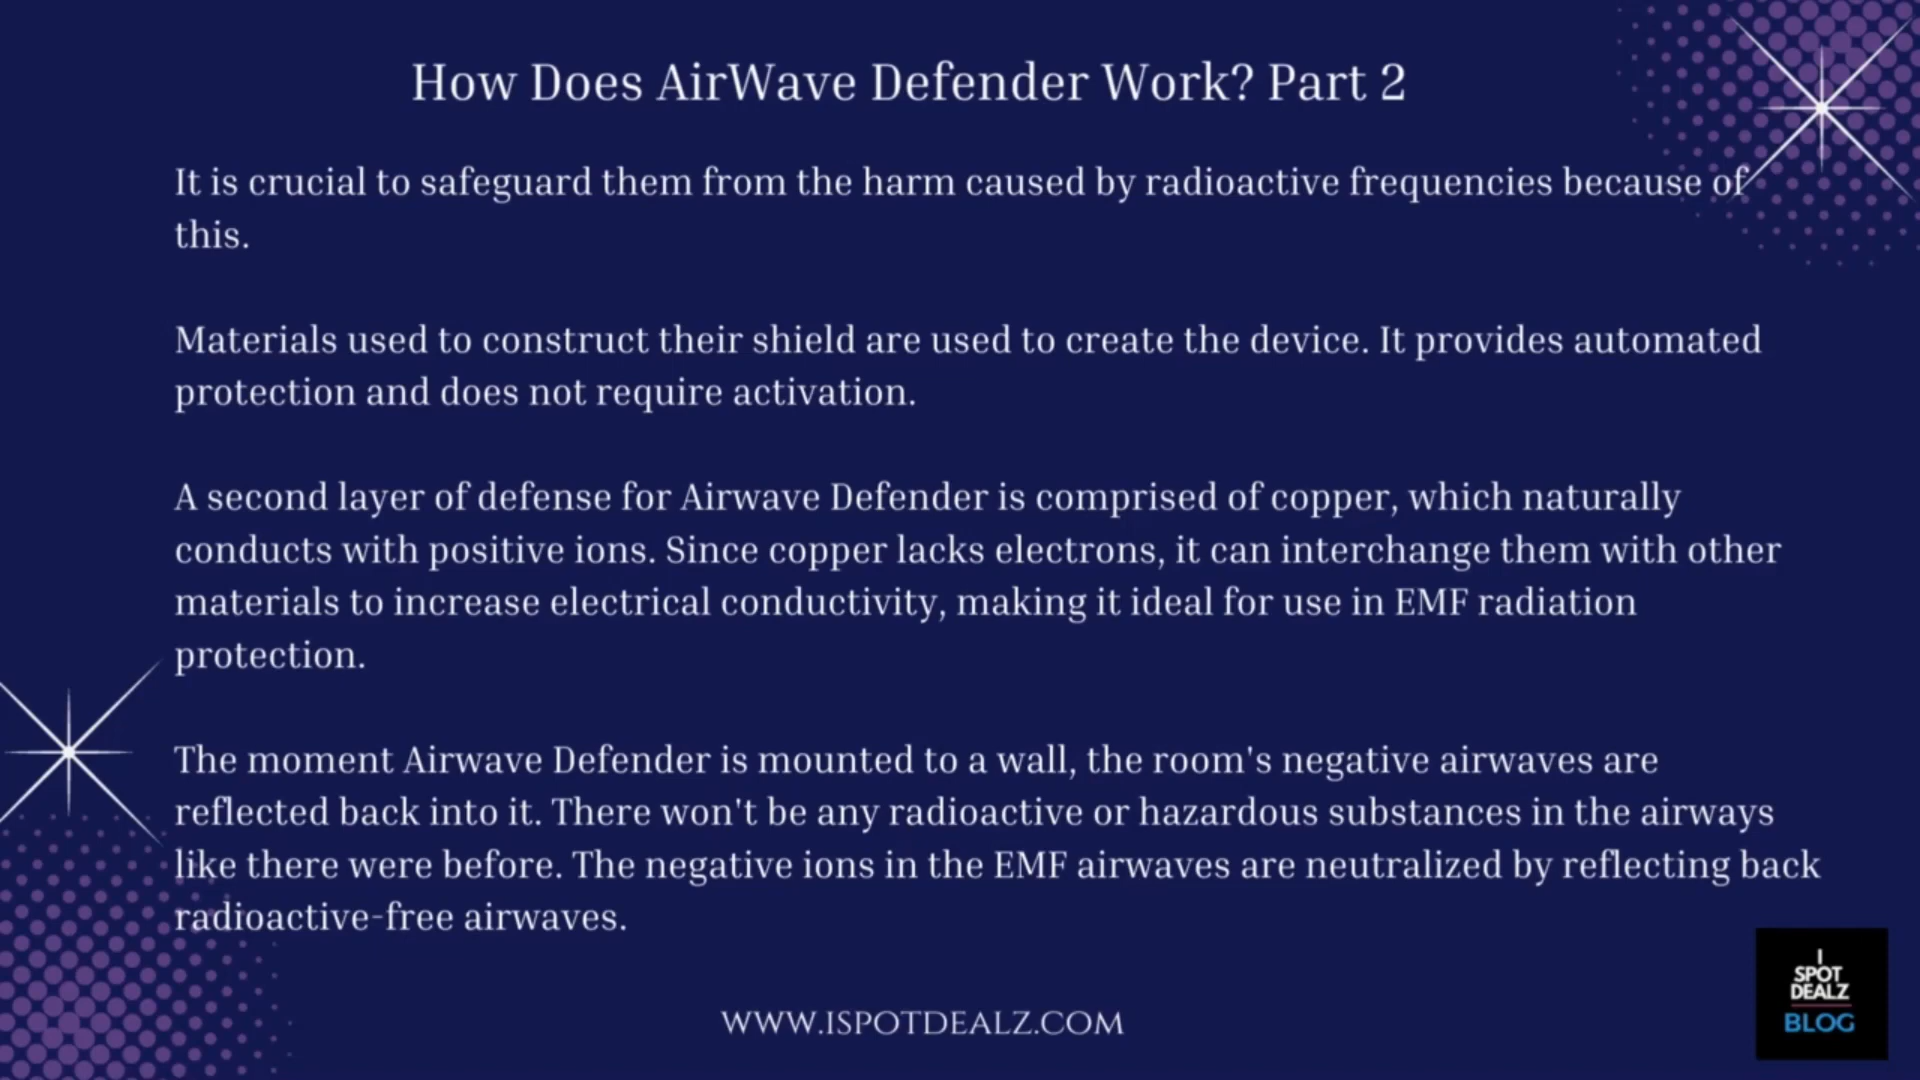 How Does AirWave Defender Work? Part 2
It is crucial to safeguard them from the harm caused by radioactive frequencies because of
this.
Materials used to construct their shield are used to create the device. It provides automated
protection and does not require activation.
A second layer of defense for Airwave Defender is comprised of copper, which naturally
conducts with positive ions. Since copper lacks electrons, it can interchange them with other
materials to increase electrical conductivity, making it ideal for use in EMF radiation
protection.
The moment Airwave Defender is mounted to a wall, the room's negative airwaves are
reflected back into it. There won't be any radioactive or hazardous substances in the airways
like there were before. The negative ions in the EMF airwaves are neutralized by reflecting back
radioactive-free airwaves.
WWW.ISPOTDEALZ.COM
I
SPOT
DEALZ
BLOG